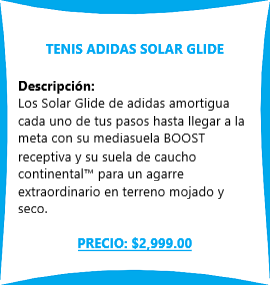 TENIS ADIDAS SOLAR GLIDE
Descripción:
Los Solar Glide de adidas amortigua
cada uno de tus pasos hasta llegar a la
meta con su mediasuela BOOST
receptiva y su suela de caucho
continental™ para un agarre
extraordinario en terreno mojado y
seco.
PRECIO: $2,999.00